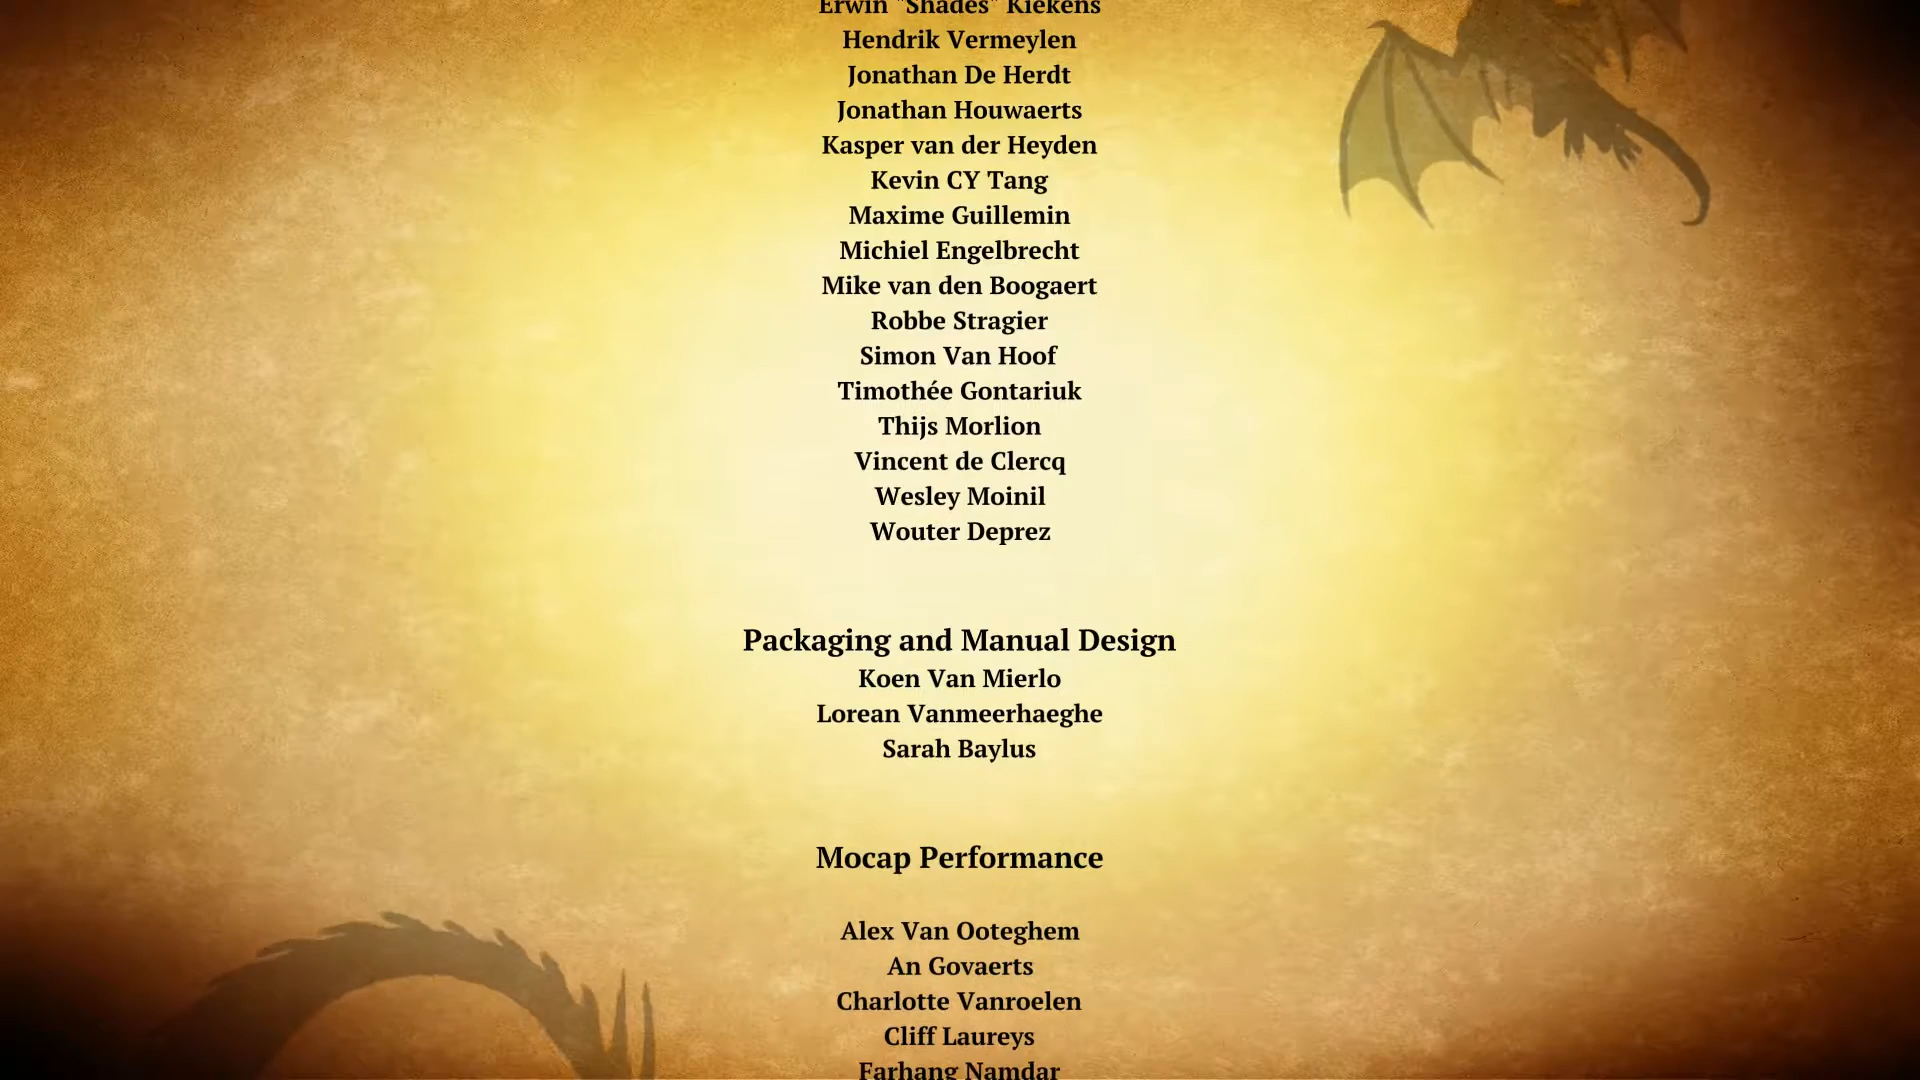 Erwin "Shades" Kiekens
Hendrik Vermeylen
Jonathan De Herdt
Jonathan Houwaerts
Kasper van der Heyden
Kevin CY Tang
Maxime Guillemin
Michiel Engelbrecht
Mike van den Boogaert
Robbe Stragier
Simon Van Hoof
Timothée Gontariuk
Thijs Morlion
Vincent de Clercq
Wesley Moinil
Wouter Deprez
Packaging and Manual Design
Koen Van Mierlo
Lorean Vanmeerhaeghe
Sarah Baylus
Mocap Performance
Alex Van Ooteghem
An Govaerts
Charlotte Vanroelen
Cliff Laureys
Farhang Namdar